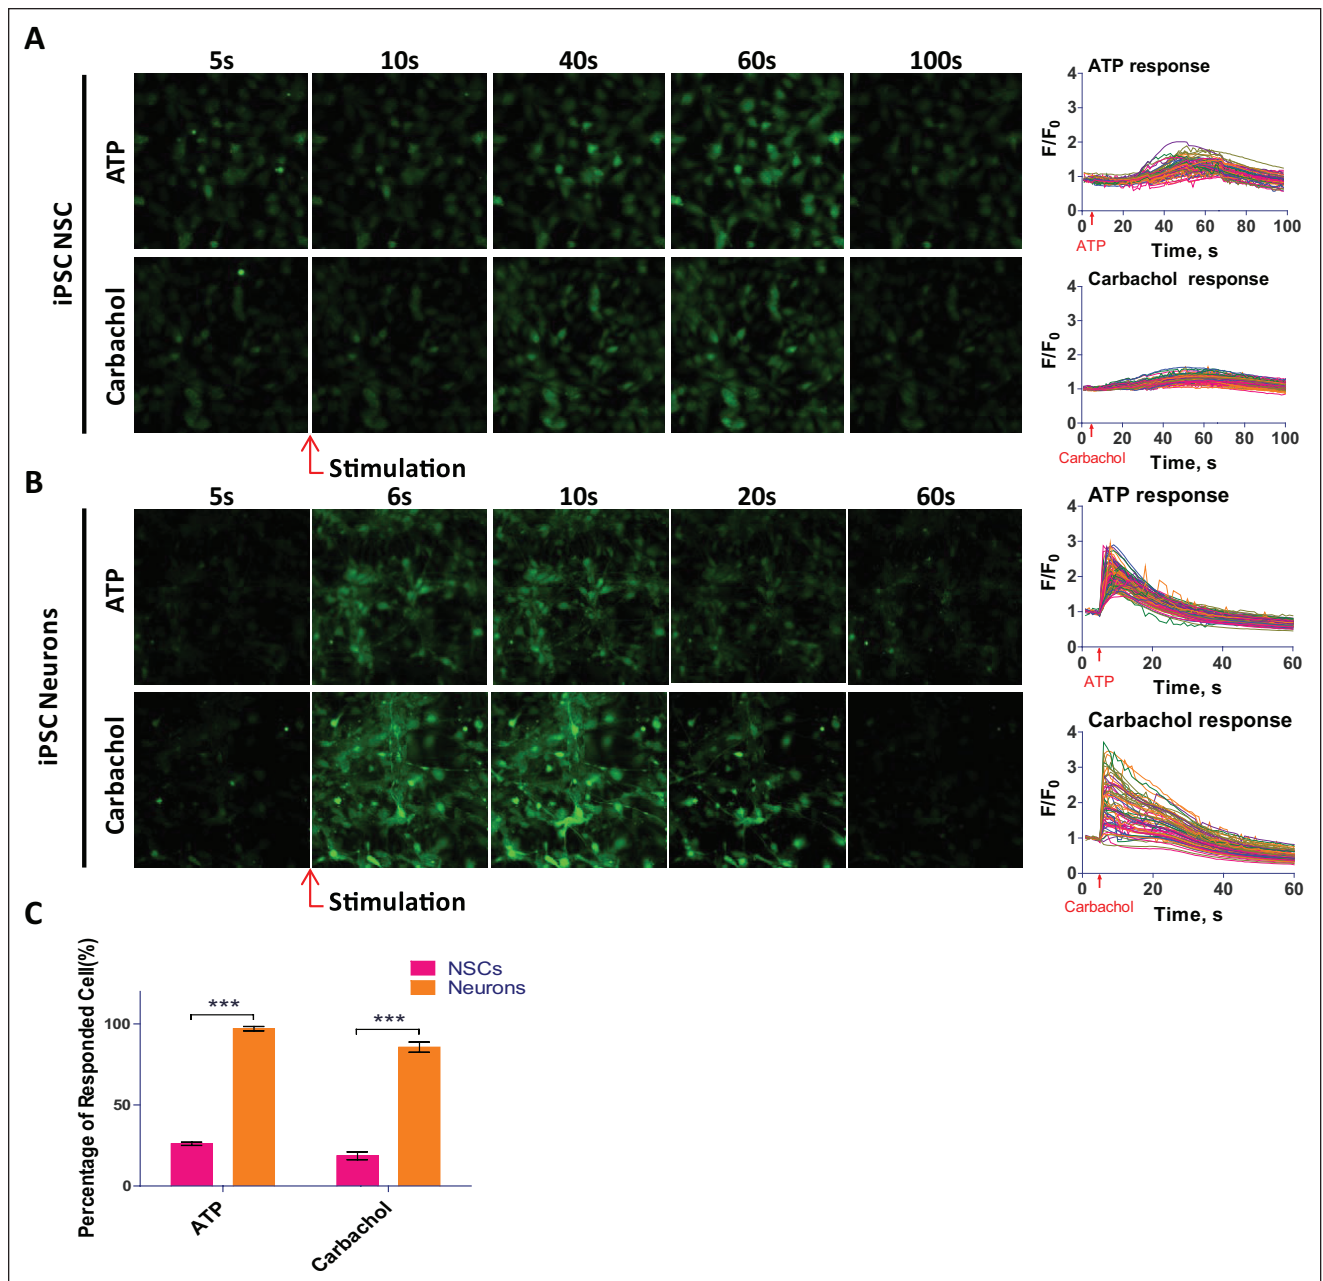 A
5s 10s 40s 60s 100s
iPSC NSC
ATP
Carbachol
Stimulation
ATP response
4
3
2
1
0
F/F0
0 20 40 60 80 100
ATP
Time, s
Carbachol response
4
3
2
1
0
F/F0
0 20 40 60 80 100
Carbachol
Time, s
B
5s 6s 10s 20s 60s
iPSC Neurons
ATP
Carbachol
Stimulation
ATP response
4
3
2
1
0
F/F0
0 20 40 60
ATP
Time, s
Carbachol response
4
3
2
1
0
F/F0
0 20 40 60
Carbachol
Time, s
C
NSCs
Neurons
Percentage of Responded Cell(%)
100
50
0
***
***
ATP
Carbachol